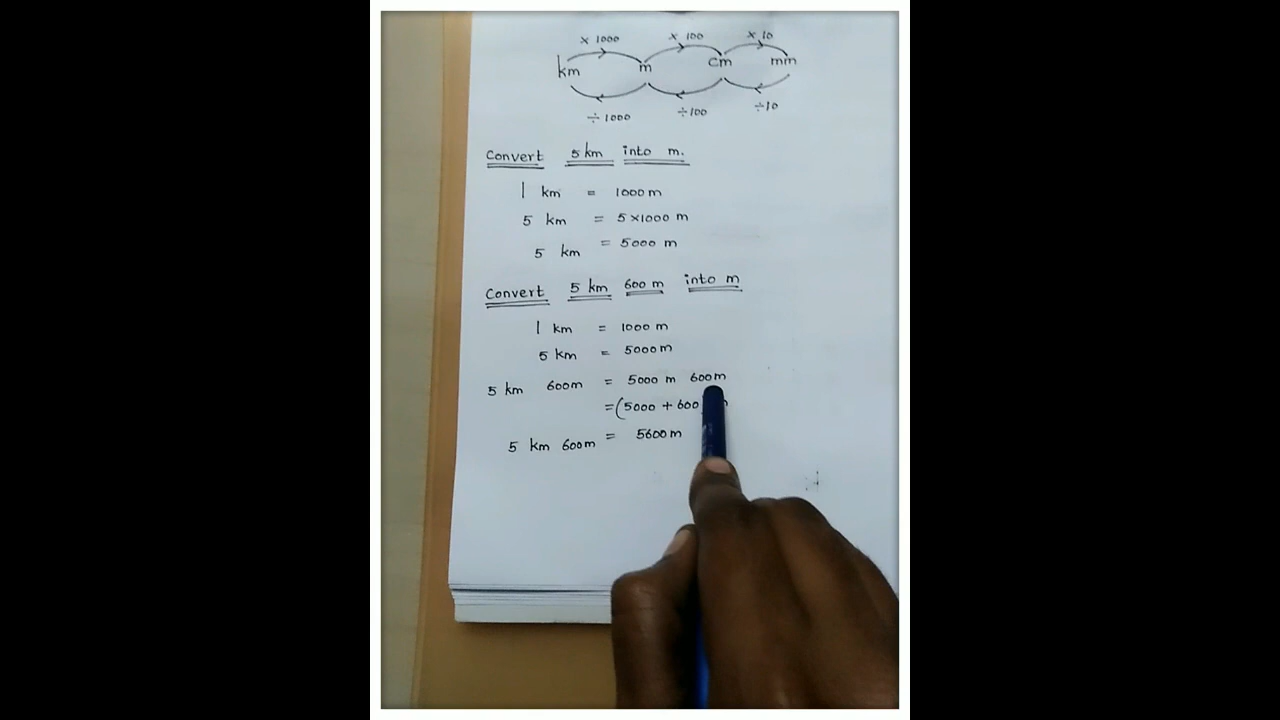 × 1000 × 100 × 10
km m cm mm
÷ 1000 ÷100 ÷10
Convert 5 km into m.
1 km = 1000 m
5 km = 5 ×1000 m
5 km = 5000 m
Convert 5 km 600 m into m
1 km = 1000 m
5 km = 5000 m
5 km 600m = 5000 m 600m
= (5000 + 600
5 km 600m = 5600 m